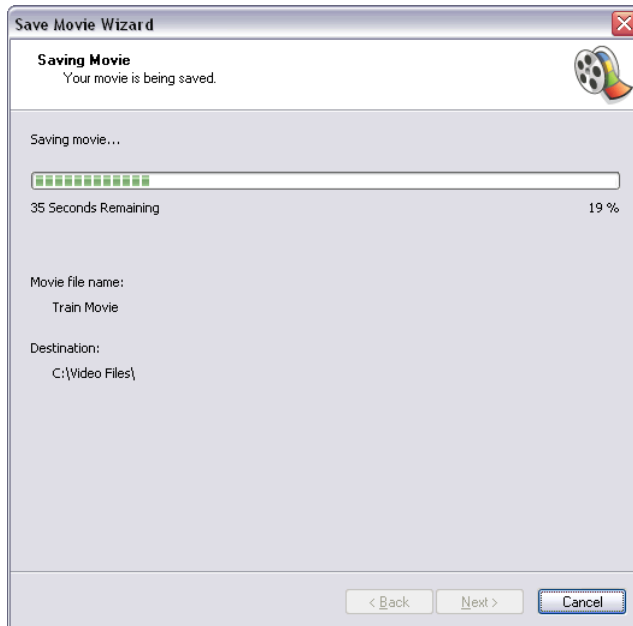 Save Movie Wizard
Saving Movie
Your movie is being saved.
Saving movie...
35 Seconds Remaining
19 %
Movie file name:
Train Movie
Destination:
C:\Video Files\
< Back
Next >
Cancel